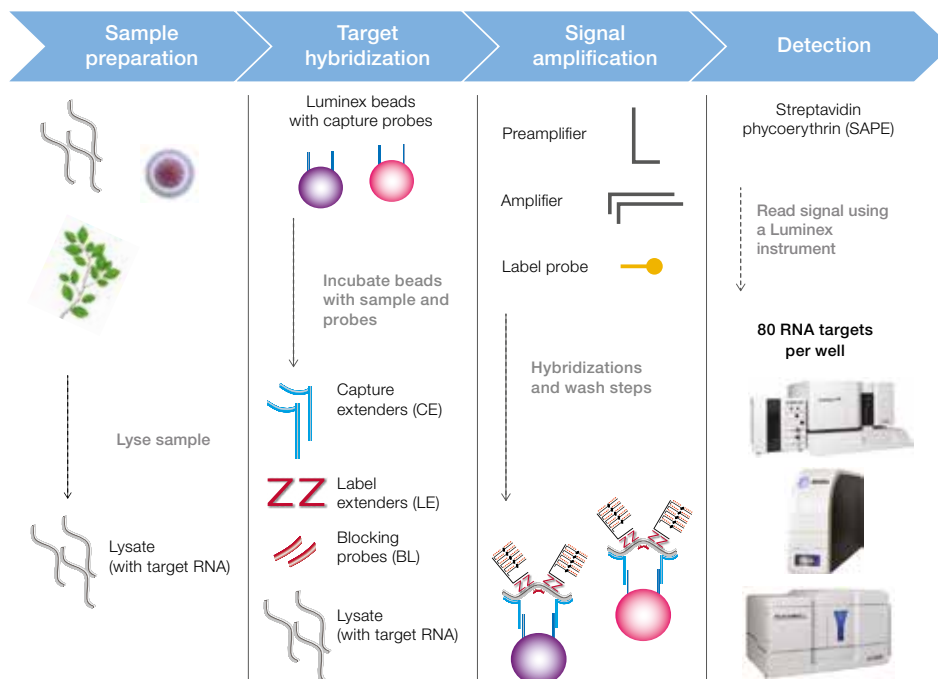 Sample
preparation
Target
hybridization
Signal
amplification
Detection
Lyse sample
Lysate
(with target RNA)
Luminex beads
with capture probes
Incubate beads
with sample and
probes
Capture
extenders (CE)
Label
extenders (LE)
ZZ
Blocking
probes (BL)
Lysate
(with target RNA)
Preamplifier
Amplifier
Label probe
Hybridizations
and wash steps
Streptavidin
phycoerythrin (SAPE)
Read signal using
a Luminex
instrument
80 RNA targets
per well